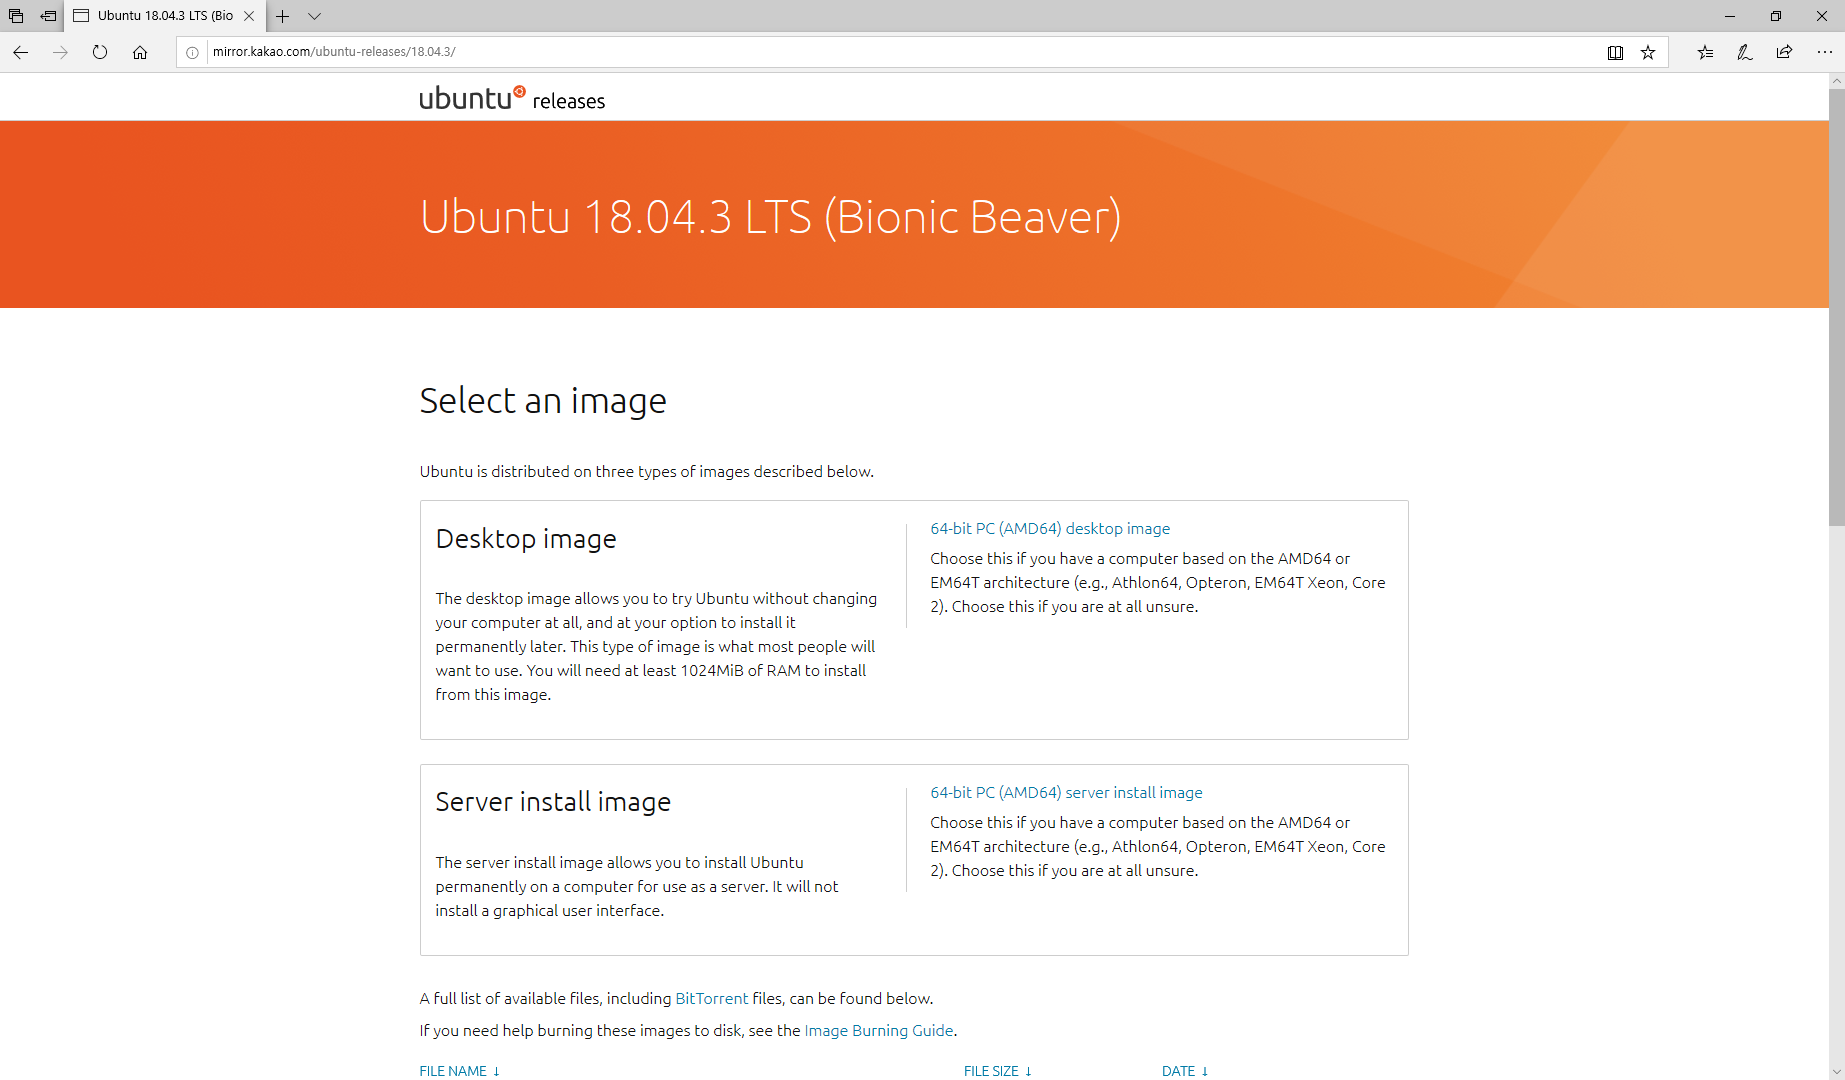 Ubuntu 18.04.3 LTS (Bio
mirror.kakao.com/ubuntu-releases/18.04.3/
ubuntu releases
Ubuntu 18.04.3 LTS (Bionic Beaver)
Select an image
Ubuntu is distributed on three types of images described below.
Desktop image
The desktop image allows you to try Ubuntu without changing
your computer at all, and at your option to install it
permanently later. This type of image is what most people will
want to use. You will need at least 1024MiB of RAM to install
from this image.
64-bit PC (AMD64) desktop image
Choose this if you have a computer based on the AMD64 or
EM64T architecture (e.g., Athlon64, Opteron, EM64T Xeon, Core
2). Choose this if you are at all unsure.
Server install image
The server install image allows you to install Ubuntu
permanently on a computer for use as a server. It will not
install a graphical user interface.
64-bit PC (AMD64) server install image
Choose this if you have a computer based on the AMD64 or
EM64T architecture (e.g., Athlon64, Opteron, EM64T Xeon, Core
2). Choose this if you are at all unsure.
A full list of available files, including BitTorrent files, can be found below.
If you need help burning these images to disk, see the Image Burning Guide.
FILE NAME ↓ FILE SIZE ↓ DATE ↓